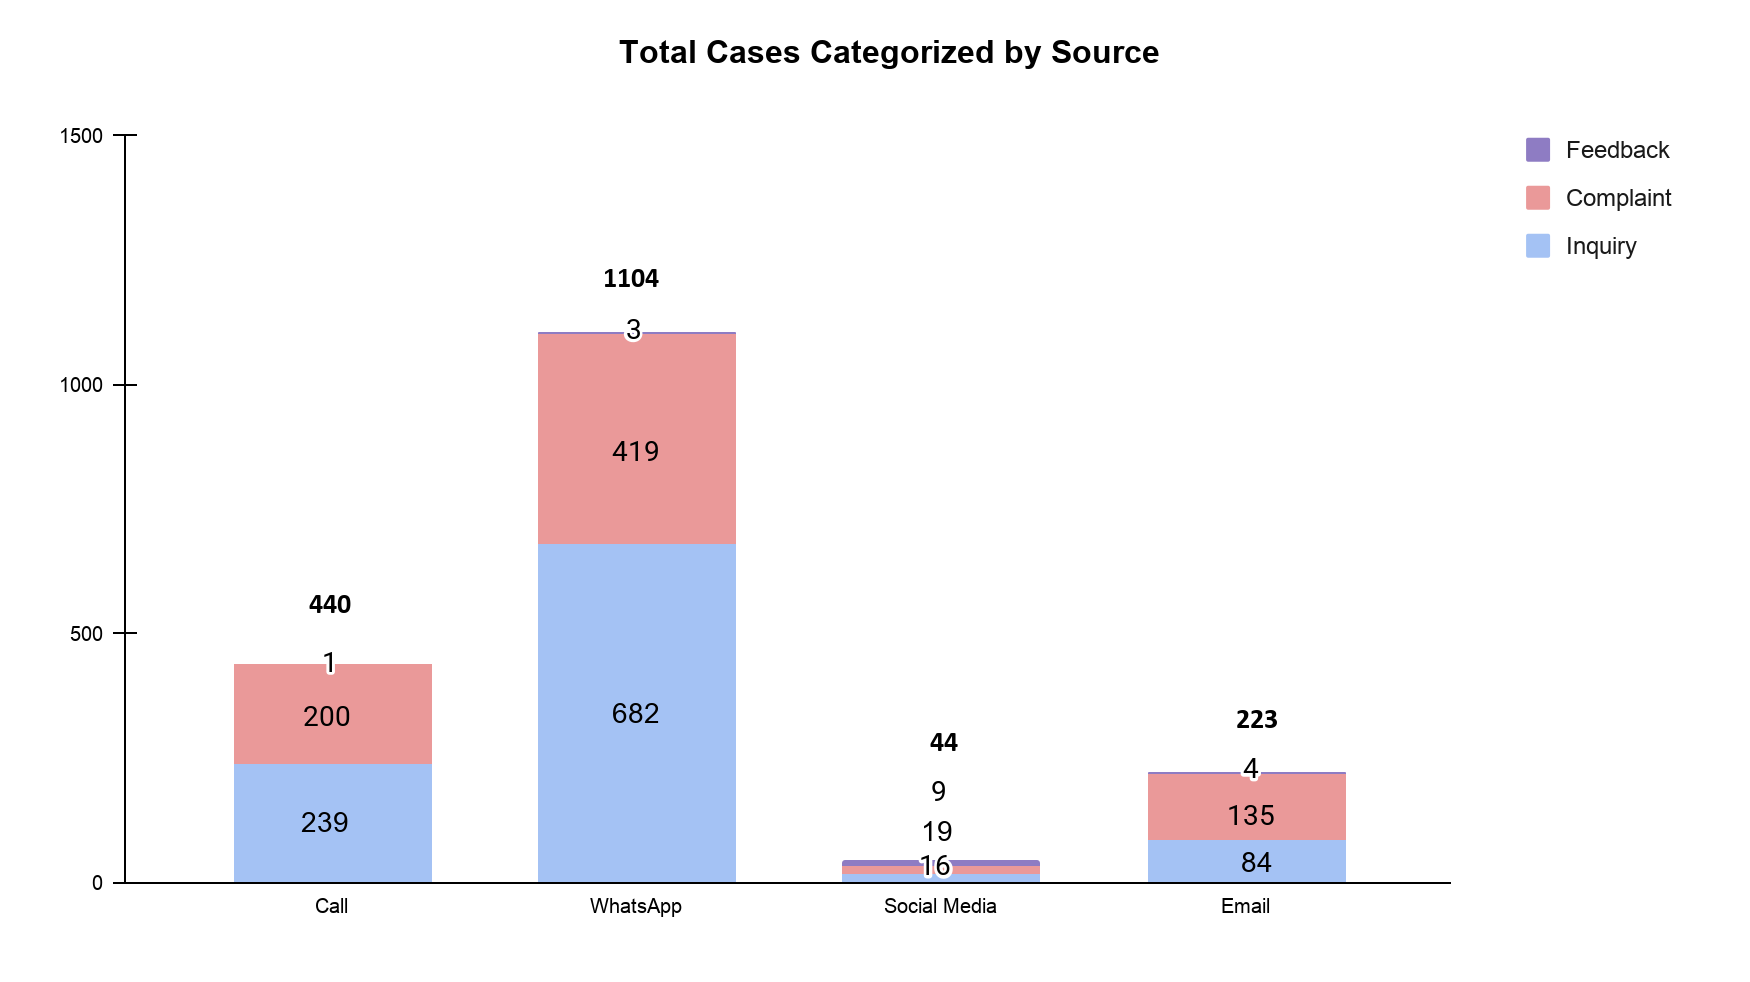 Total Cases Categorized by Source
1500
1000
500
0
Feedback
Complaint
Inquiry
440
1
200
239
1104
3
419
682
44
9
19
16
223
4
135
84
Call
WhatsApp
Social Media
Email